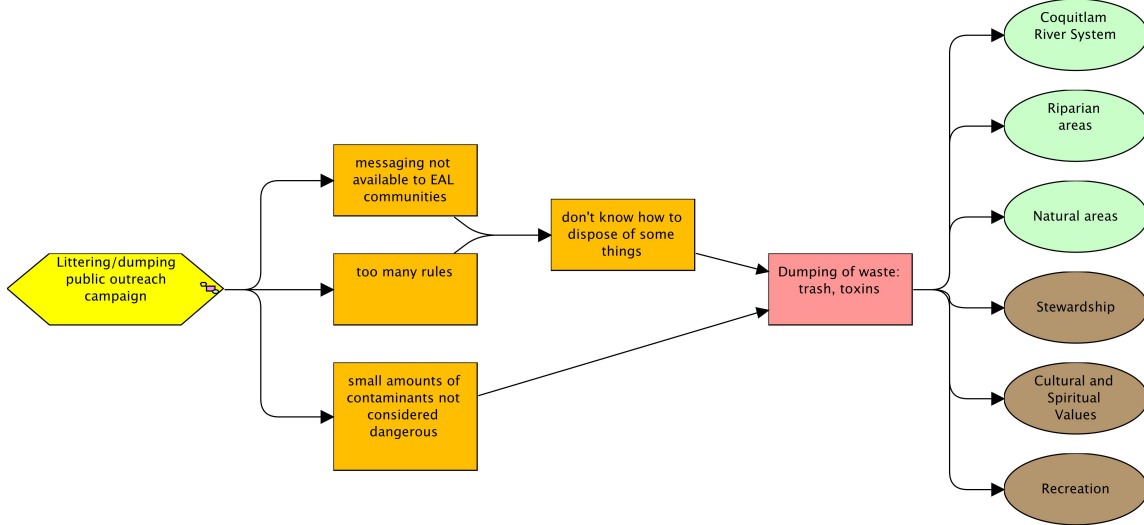 Littering/dumping
public outreach
campaign
messaging not
available to EAL
communities
too many rules
small amounts of
contaminants not
considered
dangerous
don't know how to
dispose of some
things
Dumping of waste:
trash, toxins
Coquitlam
River System
Riparian
areas
Natural areas
Stewardship
Cultural and
Spiritual
Values
Recreation